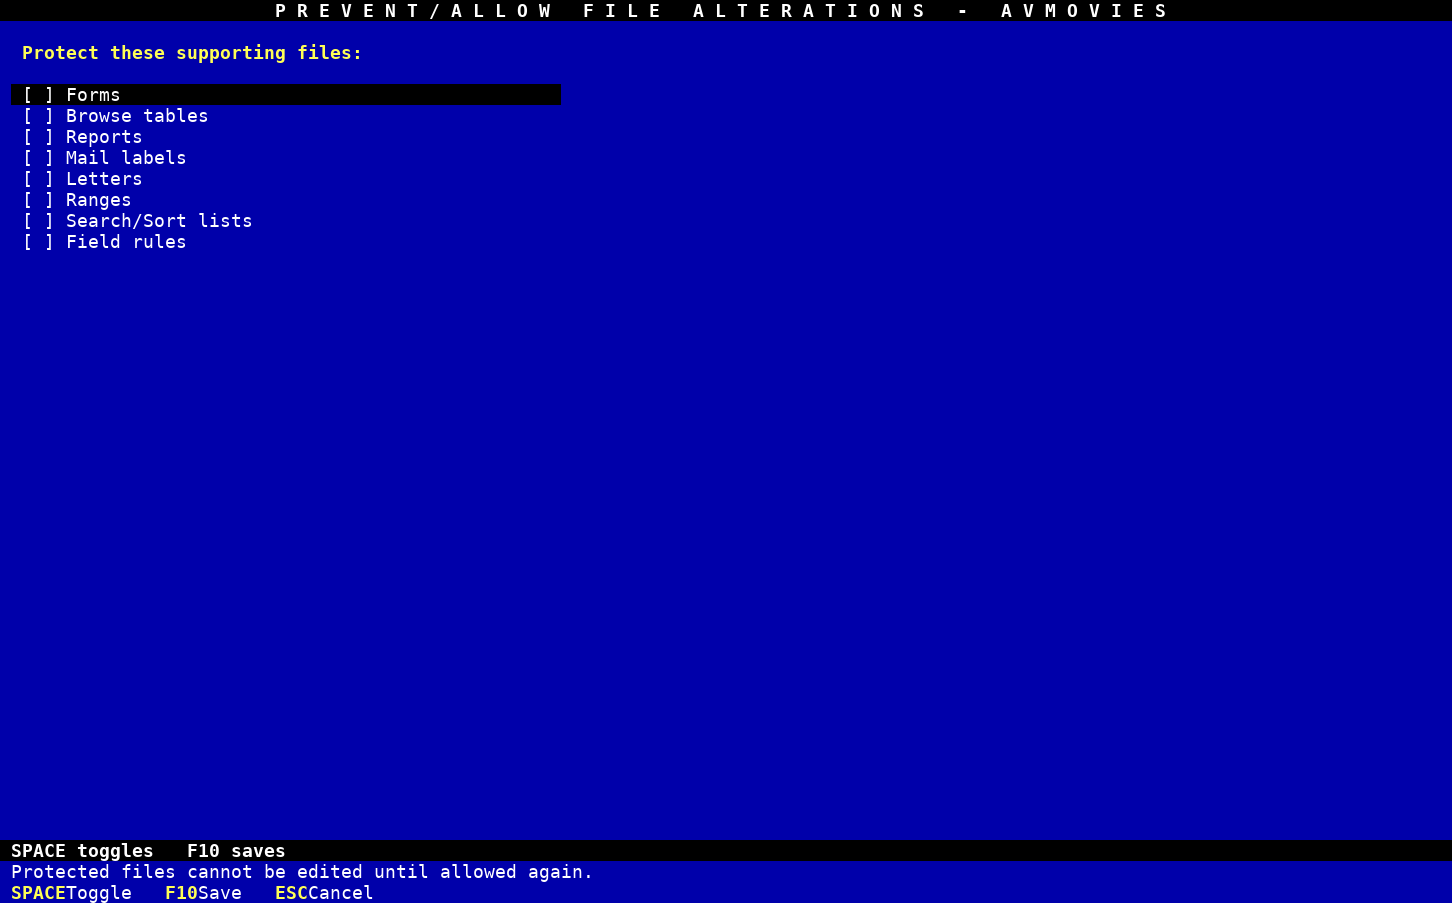 P R E V E N T / A L L O W   F I L E   A L T E R A T I O N S   -   A V M O V I E S
Protect these supporting files:
[ ] Forms
[ ] Browse tables
[ ] Reports
[ ] Mail labels
[ ] Letters
[ ] Ranges
[ ] Search/Sort lists
[ ] Field rules
SPACE toggles   F10 saves
Protected files cannot be edited until allowed again.
SPACEToggle   F10Save   ESCCancel